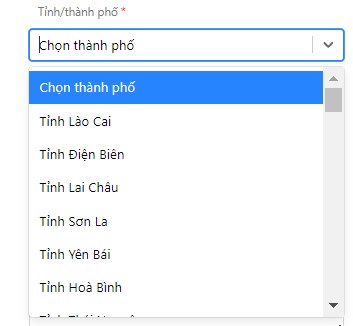 Tỉnh/thành phố *
Chọn thành phố
Chọn thành phố
Tỉnh Lào Cai
Tỉnh Điện Biên
Tỉnh Lai Châu
Tỉnh Sơn La
Tỉnh Yên Bái
Tỉnh Hoà Bình